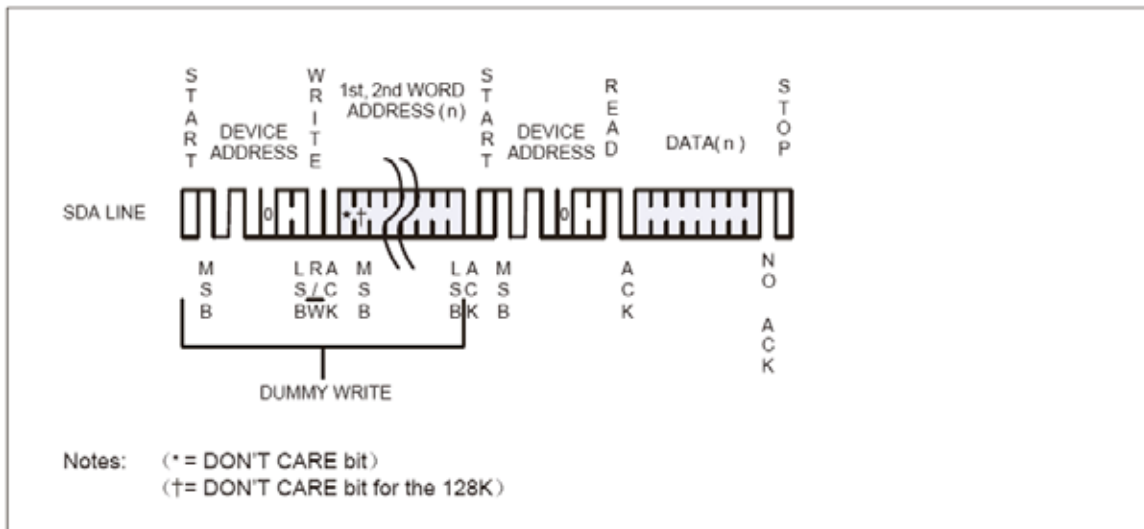 START
WRITE
1st, 2nd WORD
ADDRESS (n)
START
READ
STOP
DEVICE
ADDRESS
DEVICE
ADDRESS
DATA(n)
SDA LINE
0
*†
0
MSB
LSB
R/W
ACK
MSB
LSB
ACK
MSB
ACK
NO ACK
DUMMY WRITE
Notes: (* = DON'T CARE bit)
(†= DON'T CARE bit for the 128K)